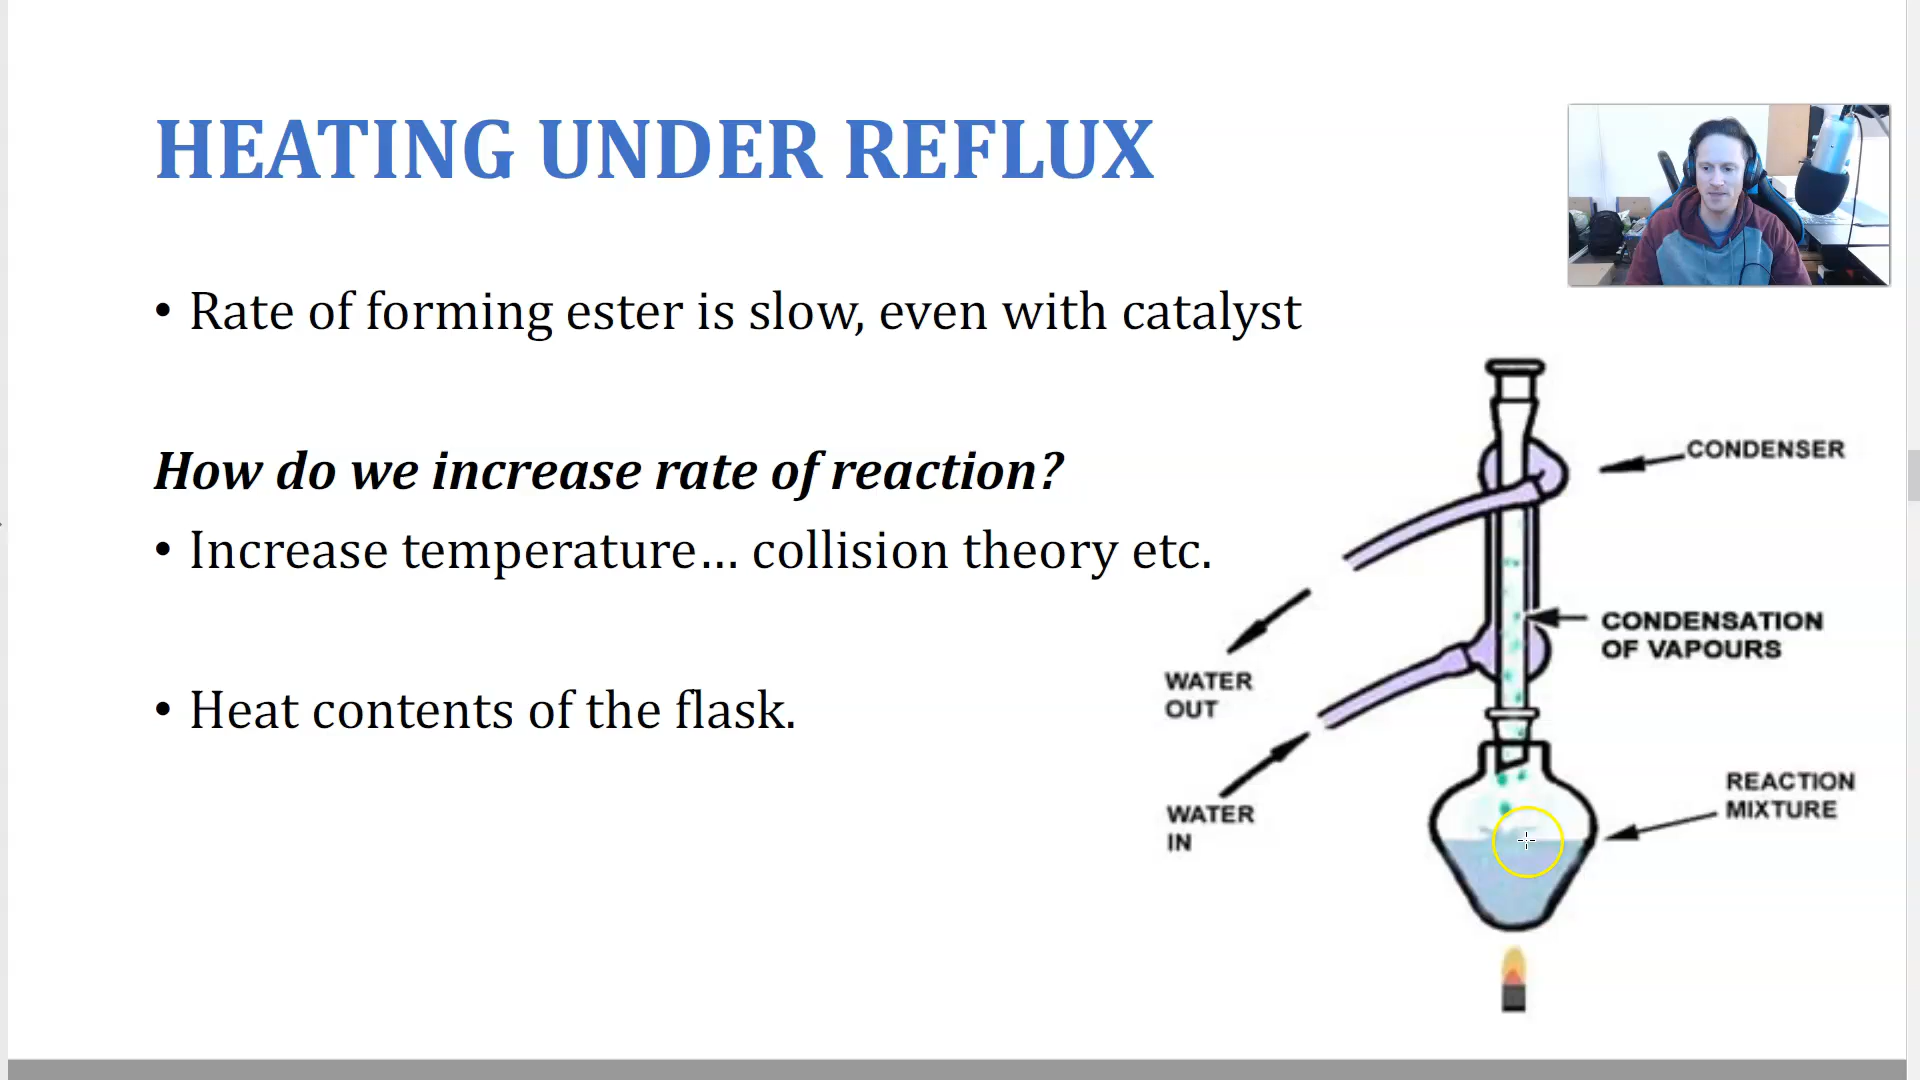 HEATING UNDER REFLUX
• Rate of forming ester is slow, even with catalyst
How do we increase rate of reaction?
• Increase temperature… collision theory etc.
• Heat contents of the flask.
CONDENSER
CONDENSATION
OF VAPOURS
WATER
OUT
WATER
IN
REACTION
MIXTURE